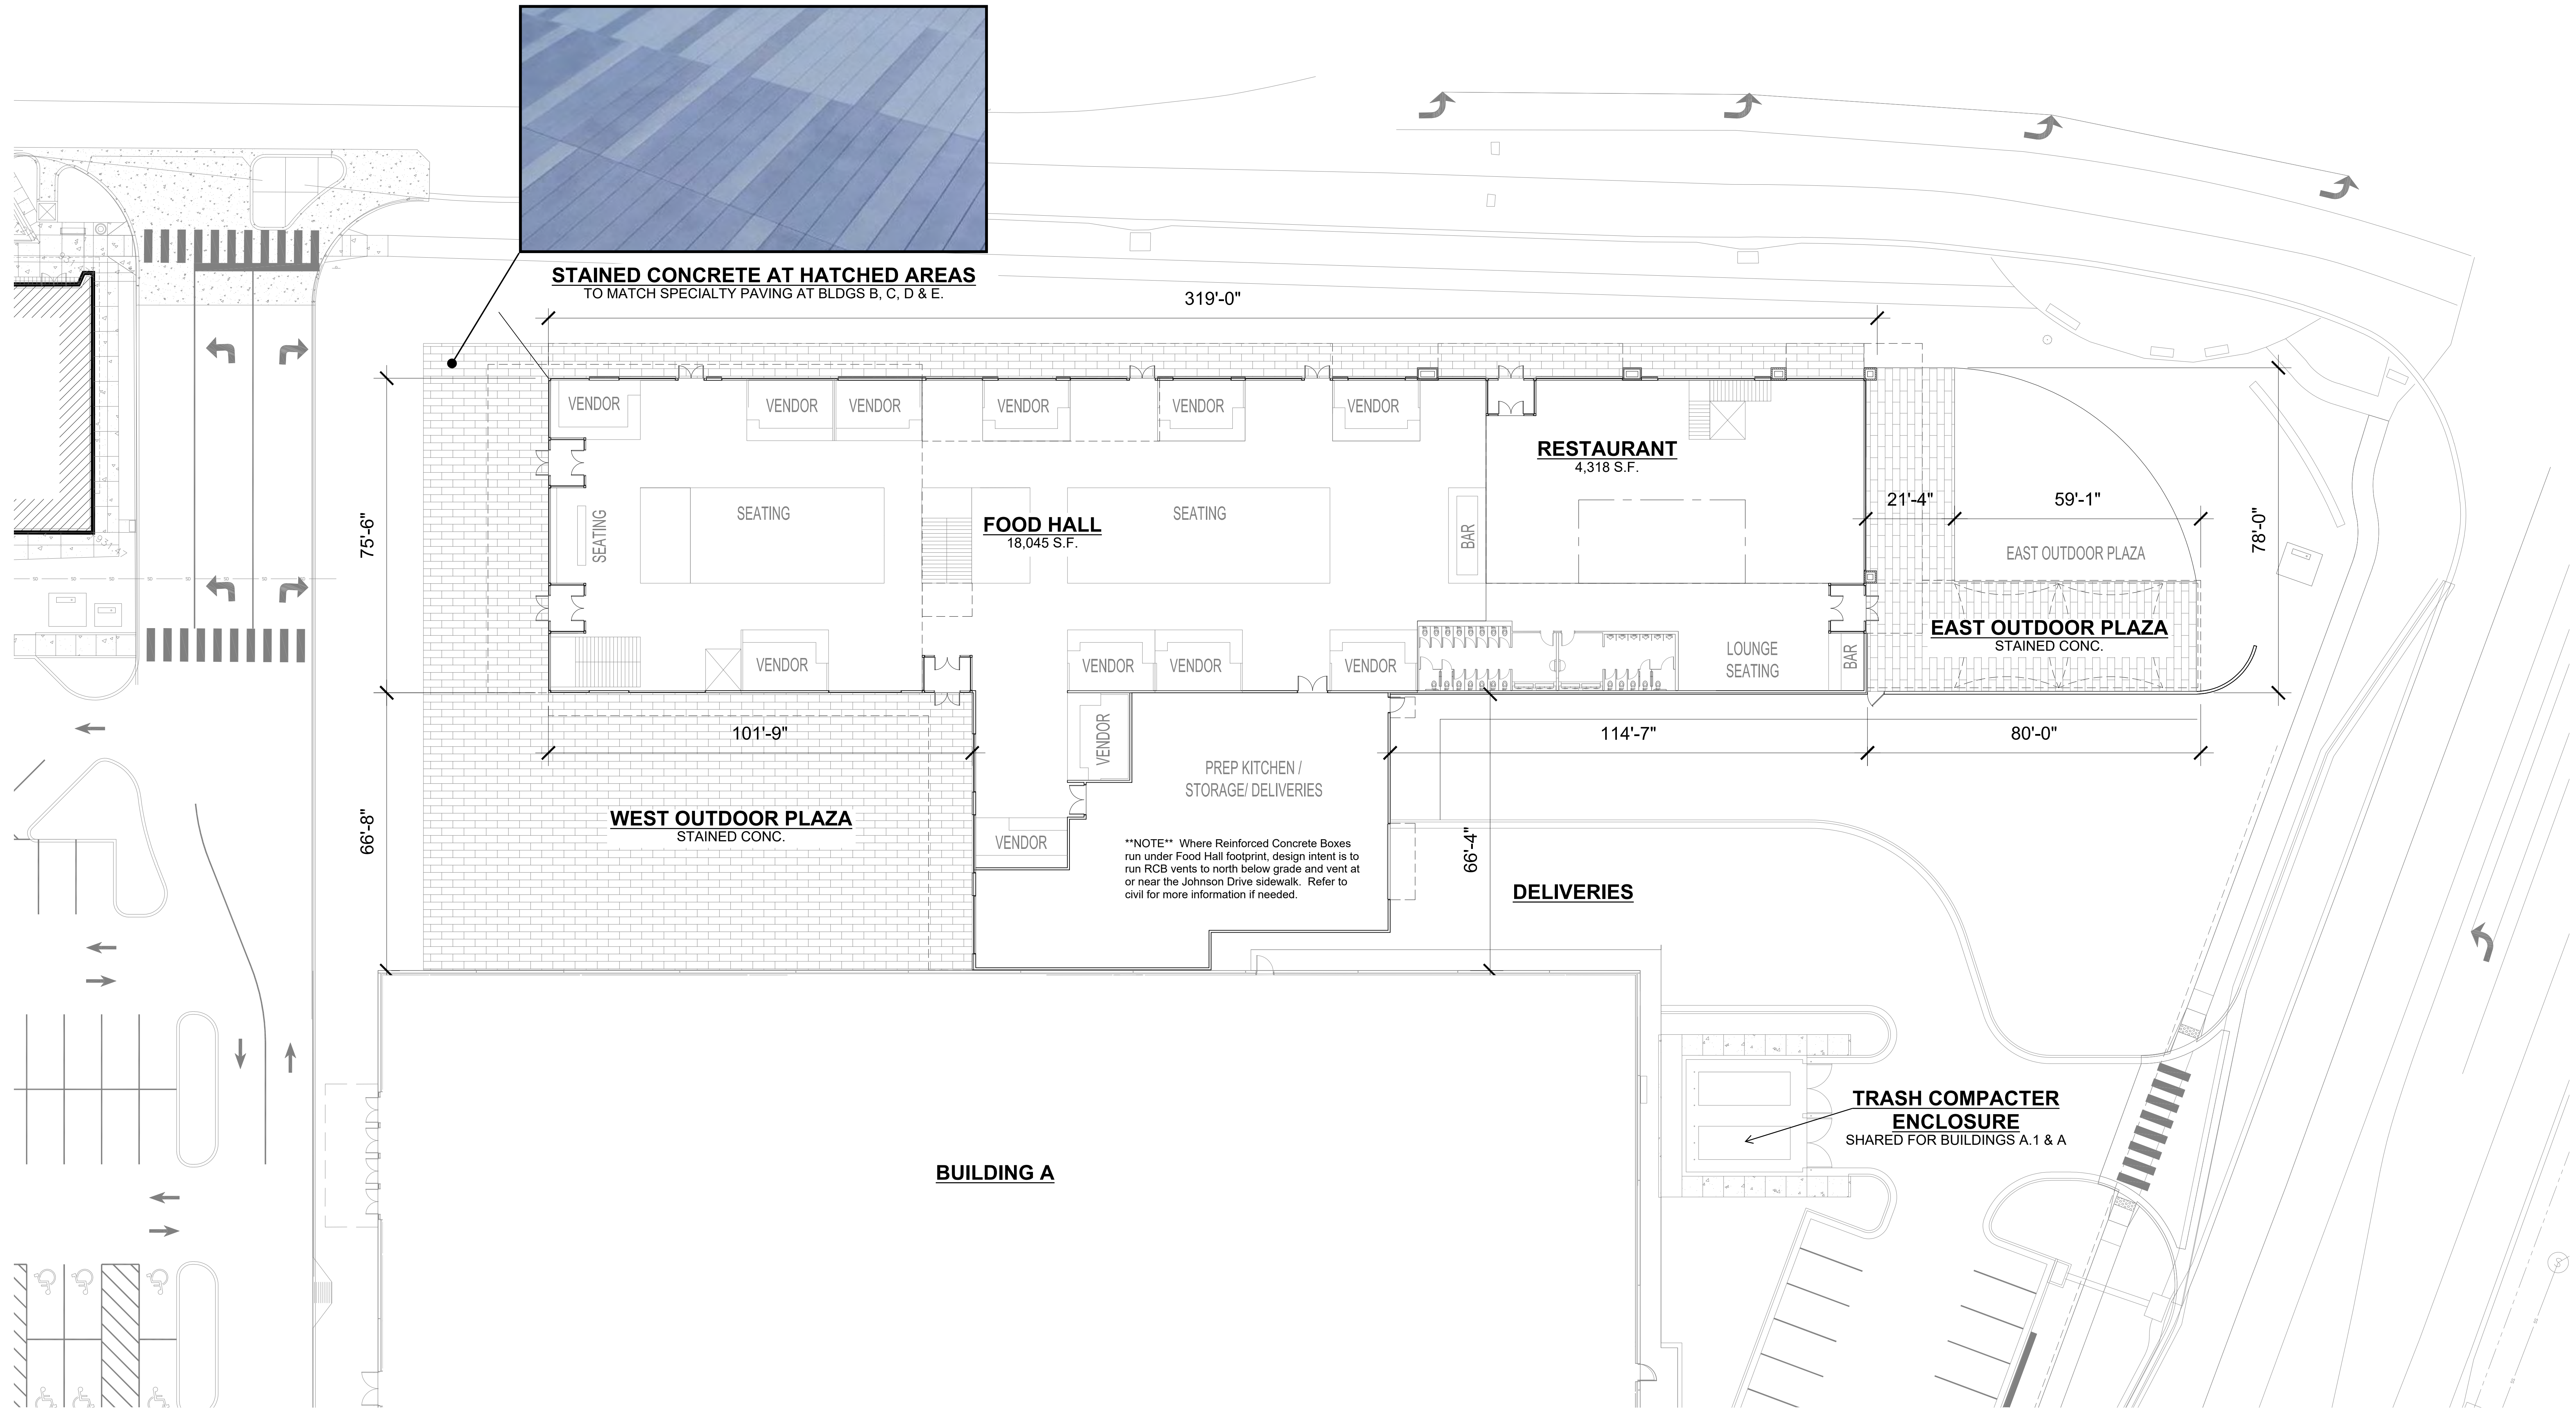 STAINED CONCRETE AT HATCHED AREAS
TO MATCH SPECIALTY PAVING AT BLDGS B, C, D & E.
319'-0"
VENDOR
VENDOR
VENDOR
VENDOR
VENDOR
VENDOR
RESTAURANT
4,318 S.F.
75'-6"
SEATING
SEATING
FOOD HALL
18,045 S.F.
SEATING
BAR
21'-4"
59'-1"
78'-0"
EAST OUTDOOR PLAZA
EAST OUTDOOR PLAZA
STAINED CONC.
931.47
VENDOR
VENDOR
VENDOR
VENDOR
LOUNGE
SEATING
BAR
101'-9"
VENDOR
114'-7"
80'-0"
PREP KITCHEN /
STORAGE/ DELIVERIES
66'-8"
WEST OUTDOOR PLAZA
STAINED CONC.
VENDOR
**NOTE** Where Reinforced Concrete Boxes
run under Food Hall footprint, design intent is to
run RCB vents to north below grade and vent at
or near the Johnson Drive sidewalk. Refer to
civil for more information if needed.
66'-4"
DELIVERIES
TRASH COMPACTER
ENCLOSURE
SHARED FOR BUILDINGS A.1 & A
BUILDING A